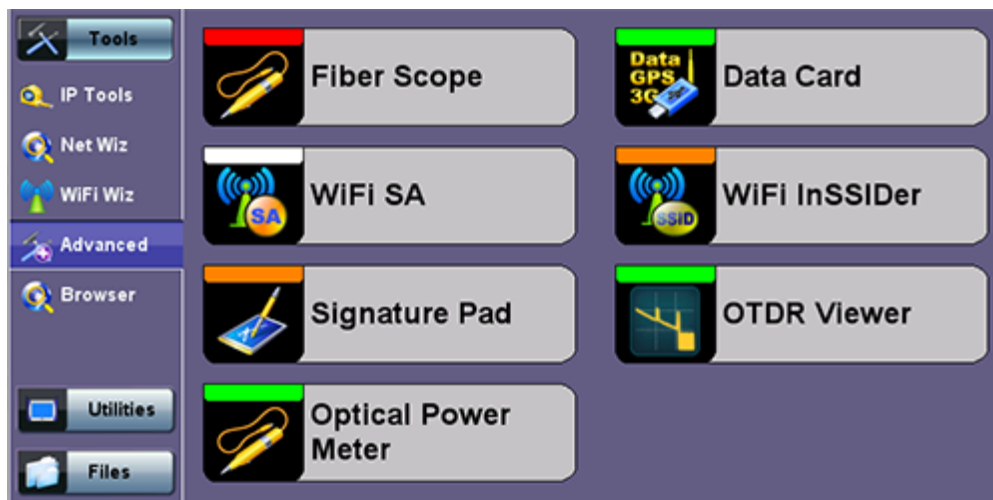 Tools
IP Tools
Net Wiz
WiFi Wiz
Advanced
Browser
Utilities
Files
Fiber Scope
Data
GPS
3G
Data Card
SA
WiFi SA
SSID
WiFi InSSIDer
Signature Pad
OTDR Viewer
Optical Power
Meter